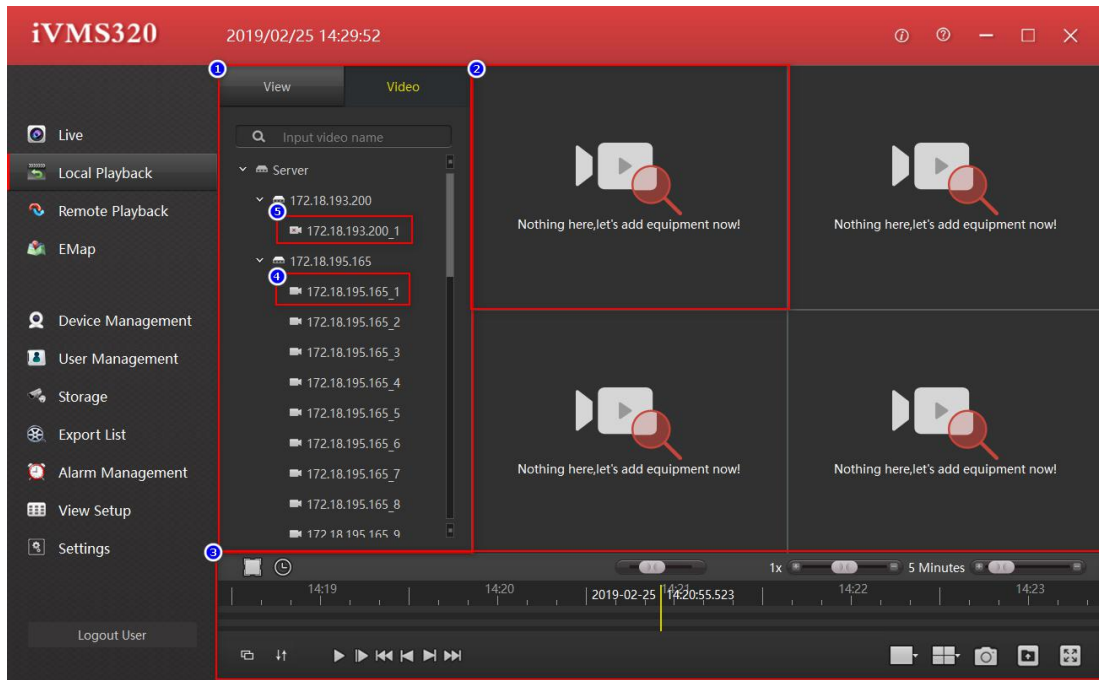 iVMS320
2019/02/25 14:29:52
1
2
View
Video
Input video name
Live
Local Playback
Remote Playback
EMap
Device Management
User Management
Storage
Export List
Alarm Management
View Setup
Settings
Logout User
Server
172.18.193.200
5
172.18.193.200_1
172.18.195.165
4
172.18.195.165_1
172.18.195.165_2
172.18.195.165_3
172.18.195.165_4
172.18.195.165_5
172.18.195.165_6
172.18.195.165_7
172.18.195.165_8
172.18.195.165_9
Nothing here,let's add equipment now!
Nothing here,let's add equipment now!
Nothing here,let's add equipment now!
Nothing here,let's add equipment now!
3
1x
5 Minutes
14:19
14:20
14:21
14:22
14:23
2019-02-25 14:20:55.523